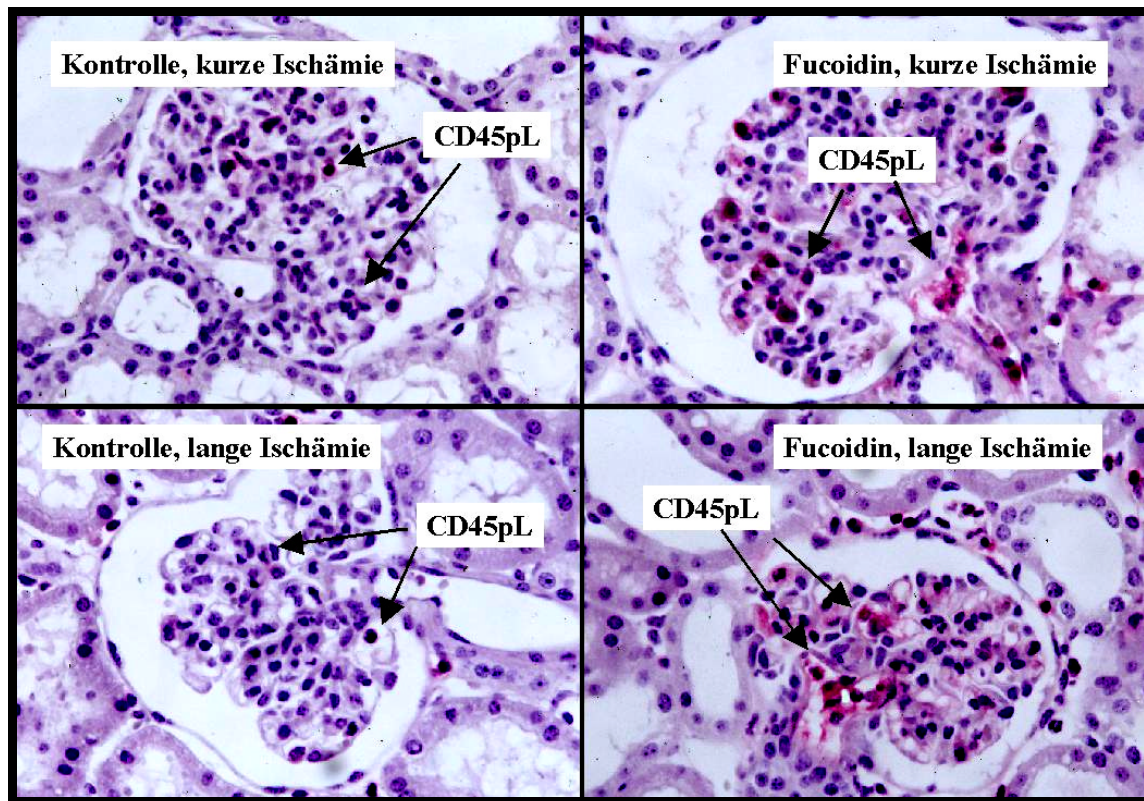 Kontrolle, kurze Ischämie
CD45pL
Fucoidin, kurze Ischämie
CD45pL
Kontrolle, lange Ischämie
CD45pL
Fucoidin, lange Ischämie
CD45pL